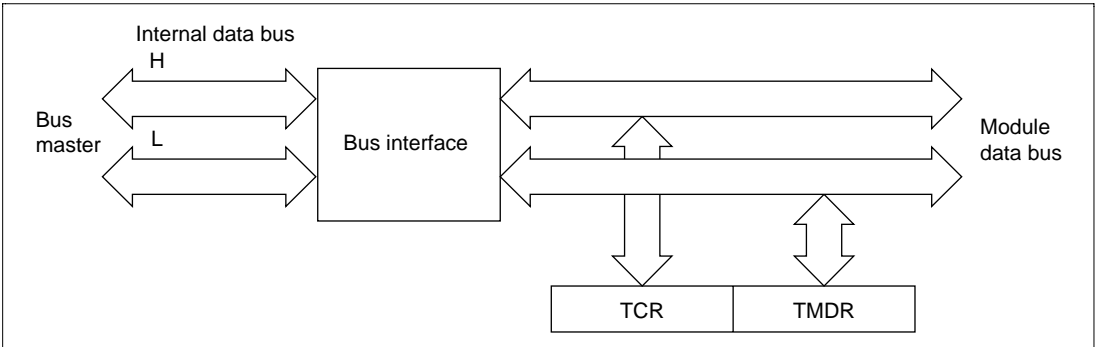 Internal data bus
H
Bus
master
L
Bus interface
Module
data bus
TCR
TMDR